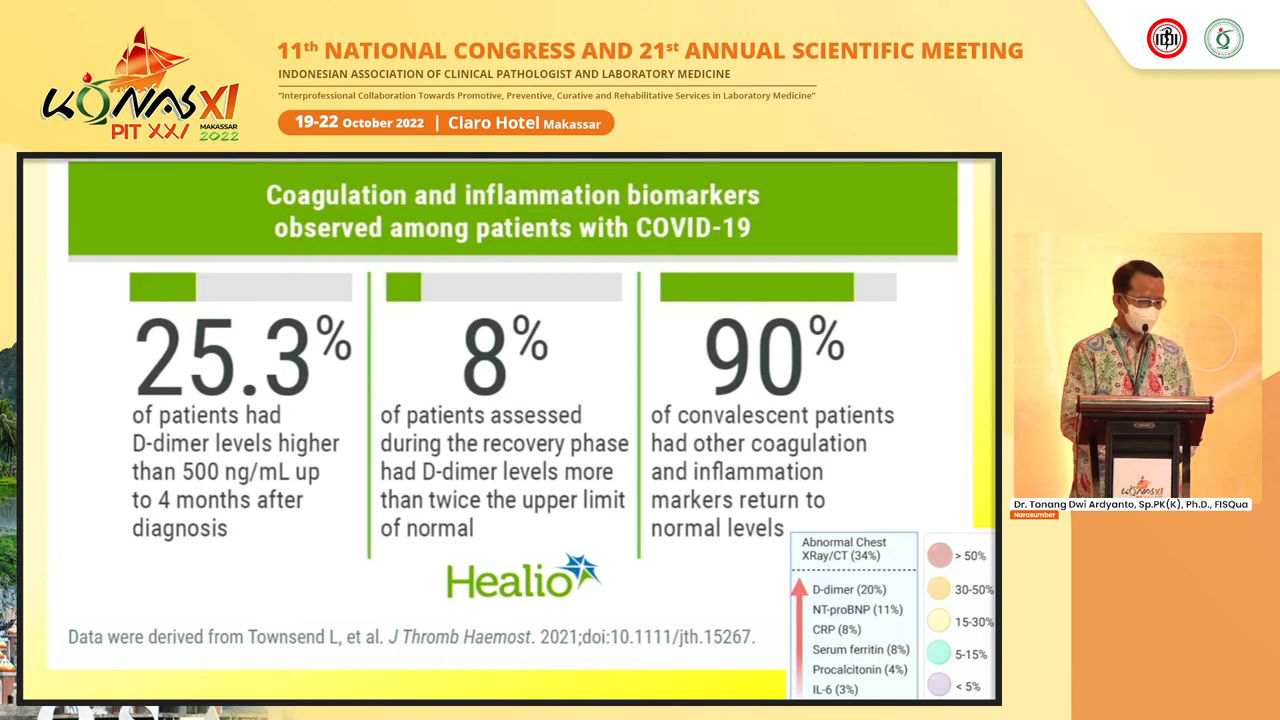 11th NATIONAL CONGRESS AND 21st ANNUAL SCIENTIFIC MEETING
INDONESIAN ASSOCIATION OF CLINICAL PATHOLOGIST AND LABORATORY MEDICINE
"Interprofessional Collaboration Towards Promotive, Preventive, Curative and Rehabilitative Services in Laboratory Medicine"
19-22 October 2022 | Claro Hotel Makassar
KONAS XI
PIT XXI MAKASSAR
2022
Coagulation and inflammation biomarkers
observed among patients with COVID-19
25.3%
of patients had
D-dimer levels higher
than 500 ng/mL up
to 4 months after
diagnosis
8%
of patients assessed
during the recovery phase
had D-dimer levels more
than twice the upper limit
of normal
90%
of convalescent patients
had other coagulation
and inflammation
markers return to
normal levels
Healio
Data were derived from Townsend L, et al. J Thromb Haemost. 2021;doi:10.1111/jth.15267.
Abnormal Chest
XRay/CT (34%)
D-dimer (20%)
NT-proBNP (11%)
CRP (8%)
Serum ferritin (8%)
Procalcitonin (4%)
IL-6 (3%)
> 50%
30-50%
15-30%
5-15%
< 5%
KONAS XI
Dr. Tonang Dwi Ardyanto, Sp.PK(K), Ph.D., FISQua
Narasumber